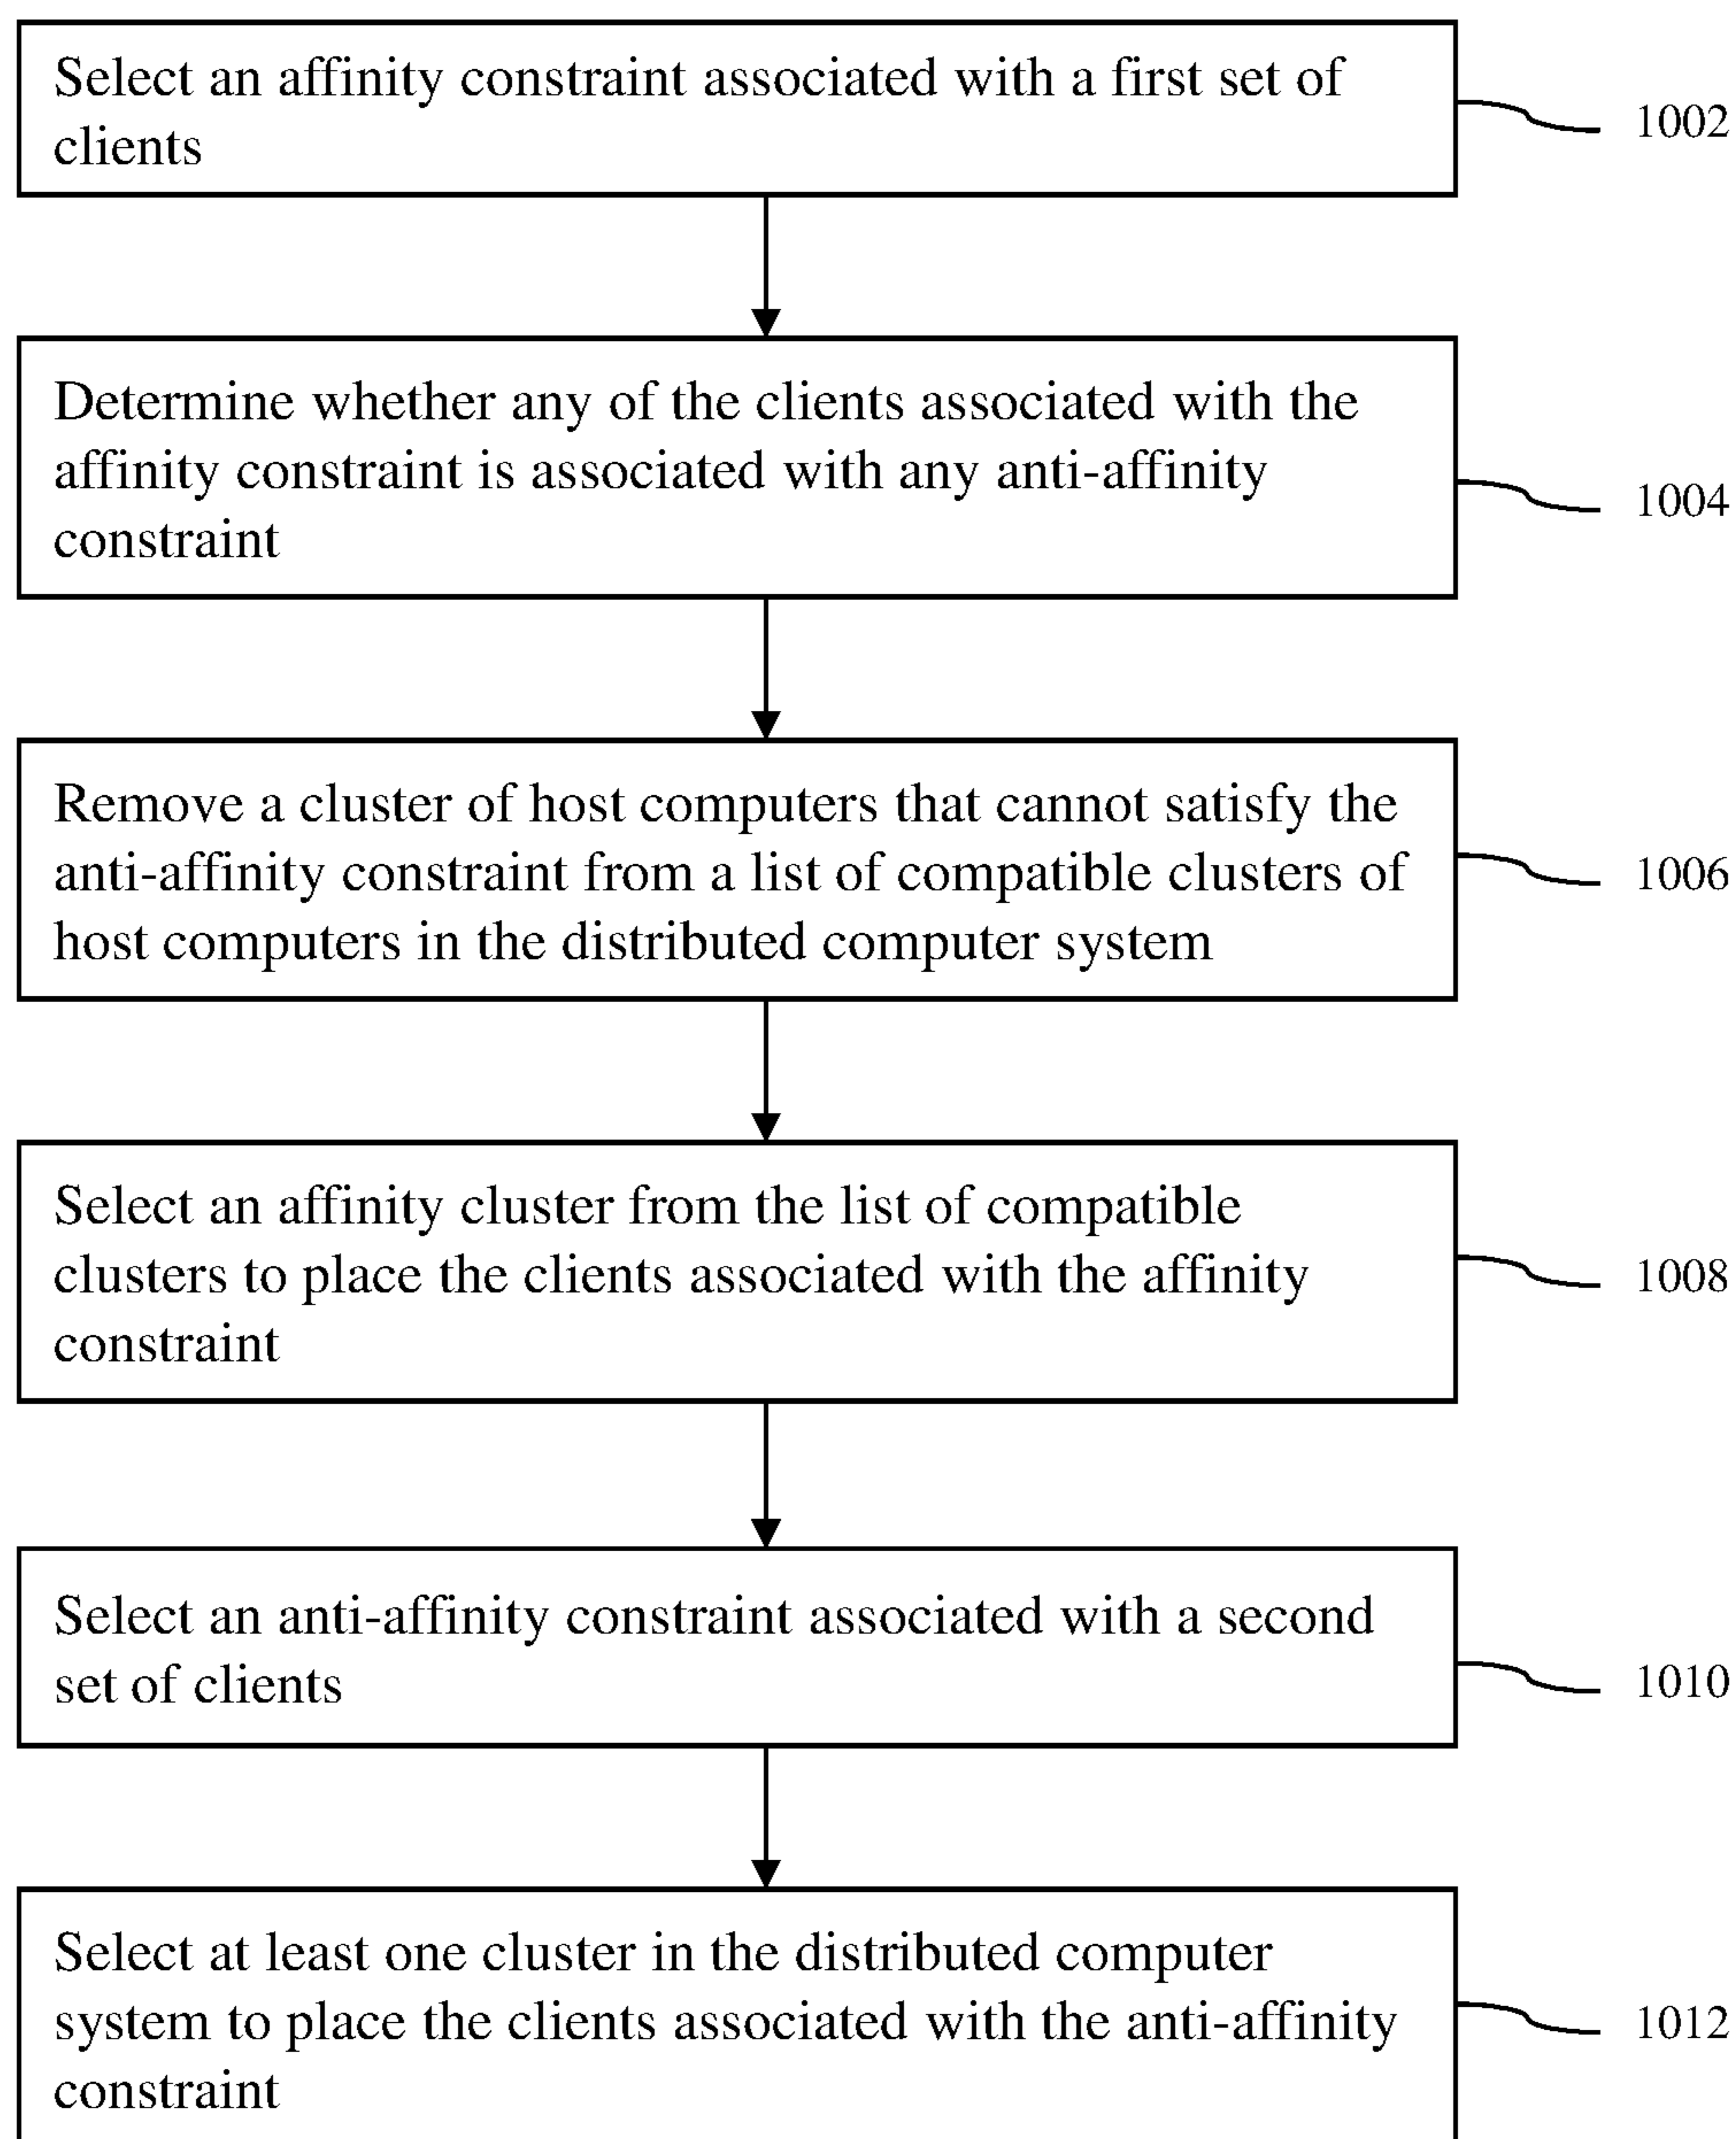 Select an affinity constraint associated with a first set of
clients
1002
Determine whether any of the clients associated with the
affinity constraint is associated with any anti-affinity
constraint
1004
Remove a cluster of host computers that cannot satisfy the
anti-affinity constraint from a list of compatible clusters of
host computers in the distributed computer system
1006
Select an affinity cluster from the list of compatible
clusters to place the clients associated with the affinity
constraint
1008
Select an anti-affinity constraint associated with a second
set of clients
1010
Select at least one cluster in the distributed computer
system to place the clients associated with the anti-affinity
constraint
1012